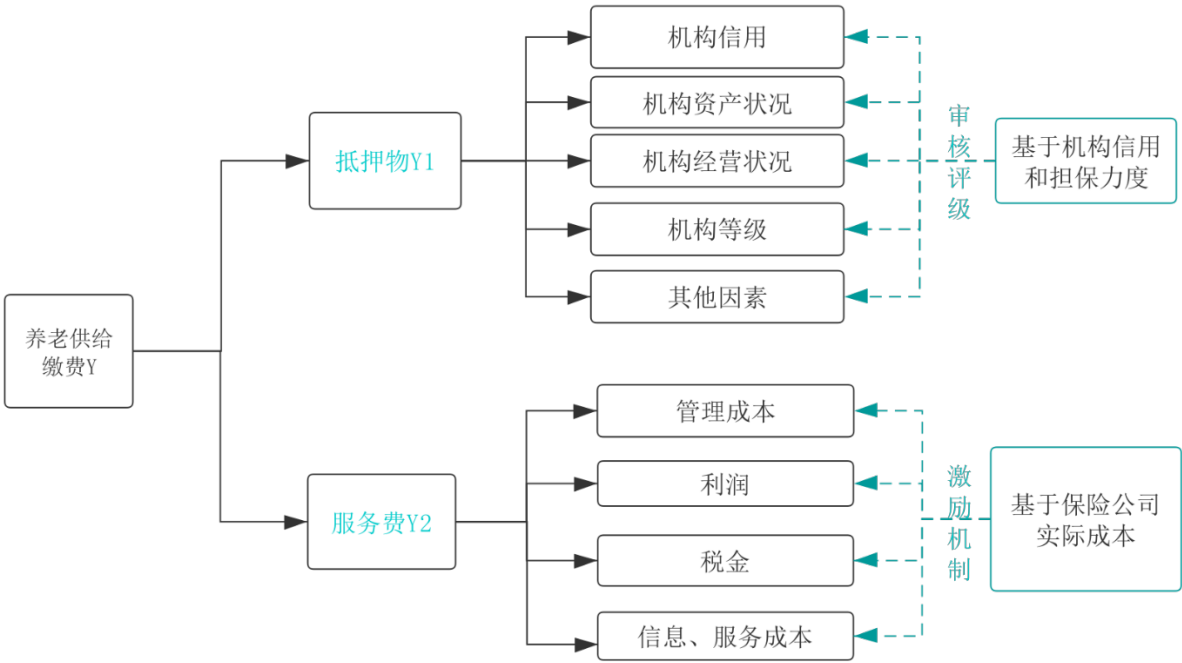 养老供给
缴费Y
抵押物Y1
机构信用
机构资产状况
机构经营状况
机构等级
其他因素
审核评级
基于机构信用
和担保力度
服务费Y2
管理成本
利润
税金
信息、服务成本
激励机制
基于保险公司
实际成本